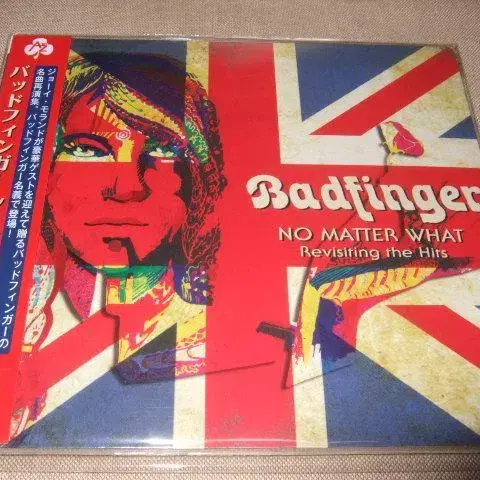 AZ
バッドフィンガー
ジョーイ・モランドが豪華ゲストを迎えて贈るバッドフィンガーの
名曲再演集、バッドフィンガー名義で登場！
Badfinger
NO MATTER WHAT
Revisiting the Hits